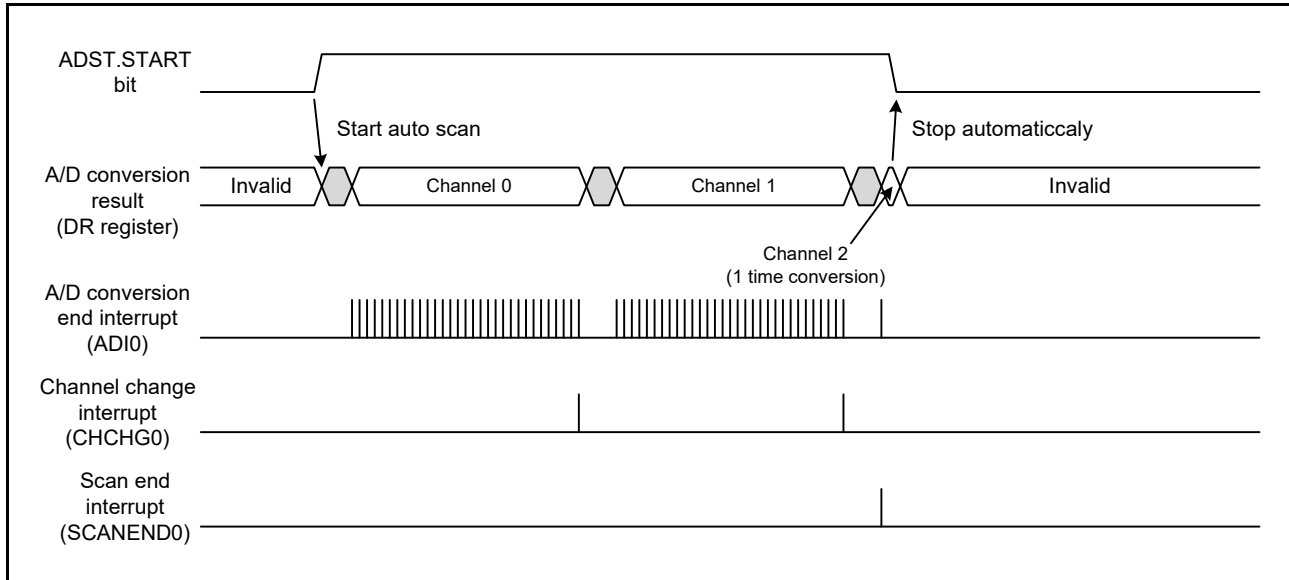 ADST.START
bit
Start auto scan
Stop automaticcaly
A/D conversion
result
(DR register)
Invalid
Channel 0
Channel 1
Invalid
Channel 2
(1 time conversion)
A/D conversion
end interrupt
(ADI0)
Channel change
interrupt
(CHCHG0)
Scan end
interrupt
(SCANEND0)